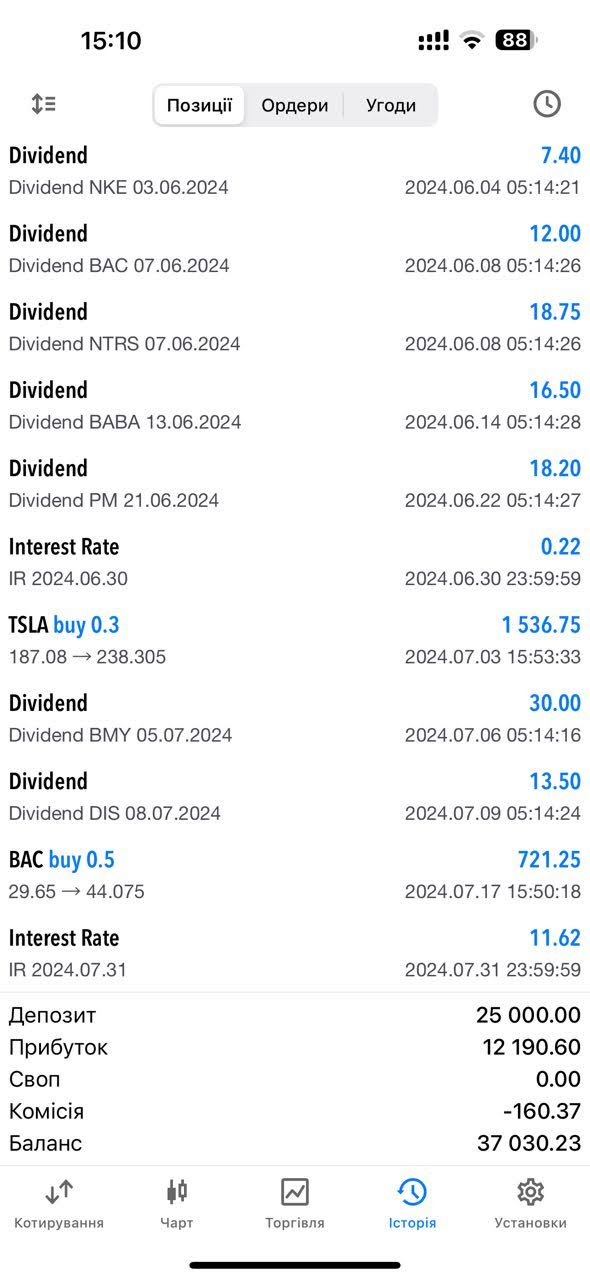 15:10
88
Позиції Ордери Угоди
Dividend 7.40
Dividend NKE 03.06.2024 2024.06.04 05:14:21
Dividend 12.00
Dividend BAC 07.06.2024 2024.06.08 05:14:26
Dividend 18.75
Dividend NTRS 07.06.2024 2024.06.08 05:14:26
Dividend 16.50
Dividend BABA 13.06.2024 2024.06.14 05:14:28
Dividend 18.20
Dividend PM 21.06.2024 2024.06.22 05:14:27
Interest Rate 0.22
IR 2024.06.30 2024.06.30 23:59:59
TSLA buy 0.3 1 536.75
187.08 → 238.305 2024.07.03 15:53:33
Dividend 30.00
Dividend BMY 05.07.2024 2024.07.06 05:14:16
Dividend 13.50
Dividend DIS 08.07.2024 2024.07.09 05:14:24
BAC buy 0.5 721.25
29.65 → 44.075 2024.07.17 15:50:18
Interest Rate 11.62
IR 2024.07.31 2024.07.31 23:59:59
Депозит 25 000.00
Прибуток 12 190.60
Своп 0.00
Комісія -160.37
Баланс 37 030.23
Котирування Чарт Торгівля Історія Установки